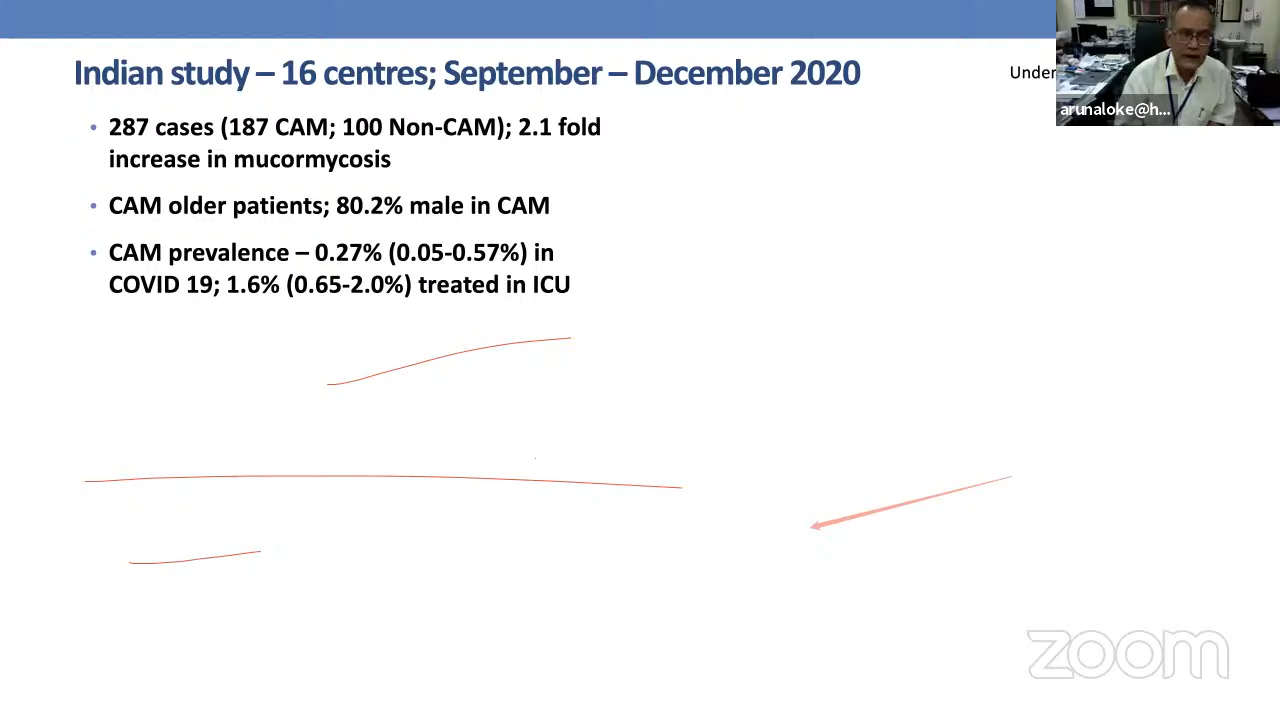 Indian study – 16 centres; September – December 2020
Under
arunaloke@h...
• 287 cases (187 CAM; 100 Non-CAM); 2.1 fold
increase in mucormycosis
• CAM older patients; 80.2% male in CAM
• CAM prevalence – 0.27% (0.05-0.57%) in
COVID 19; 1.6% (0.65-2.0%) treated in ICU
zoom